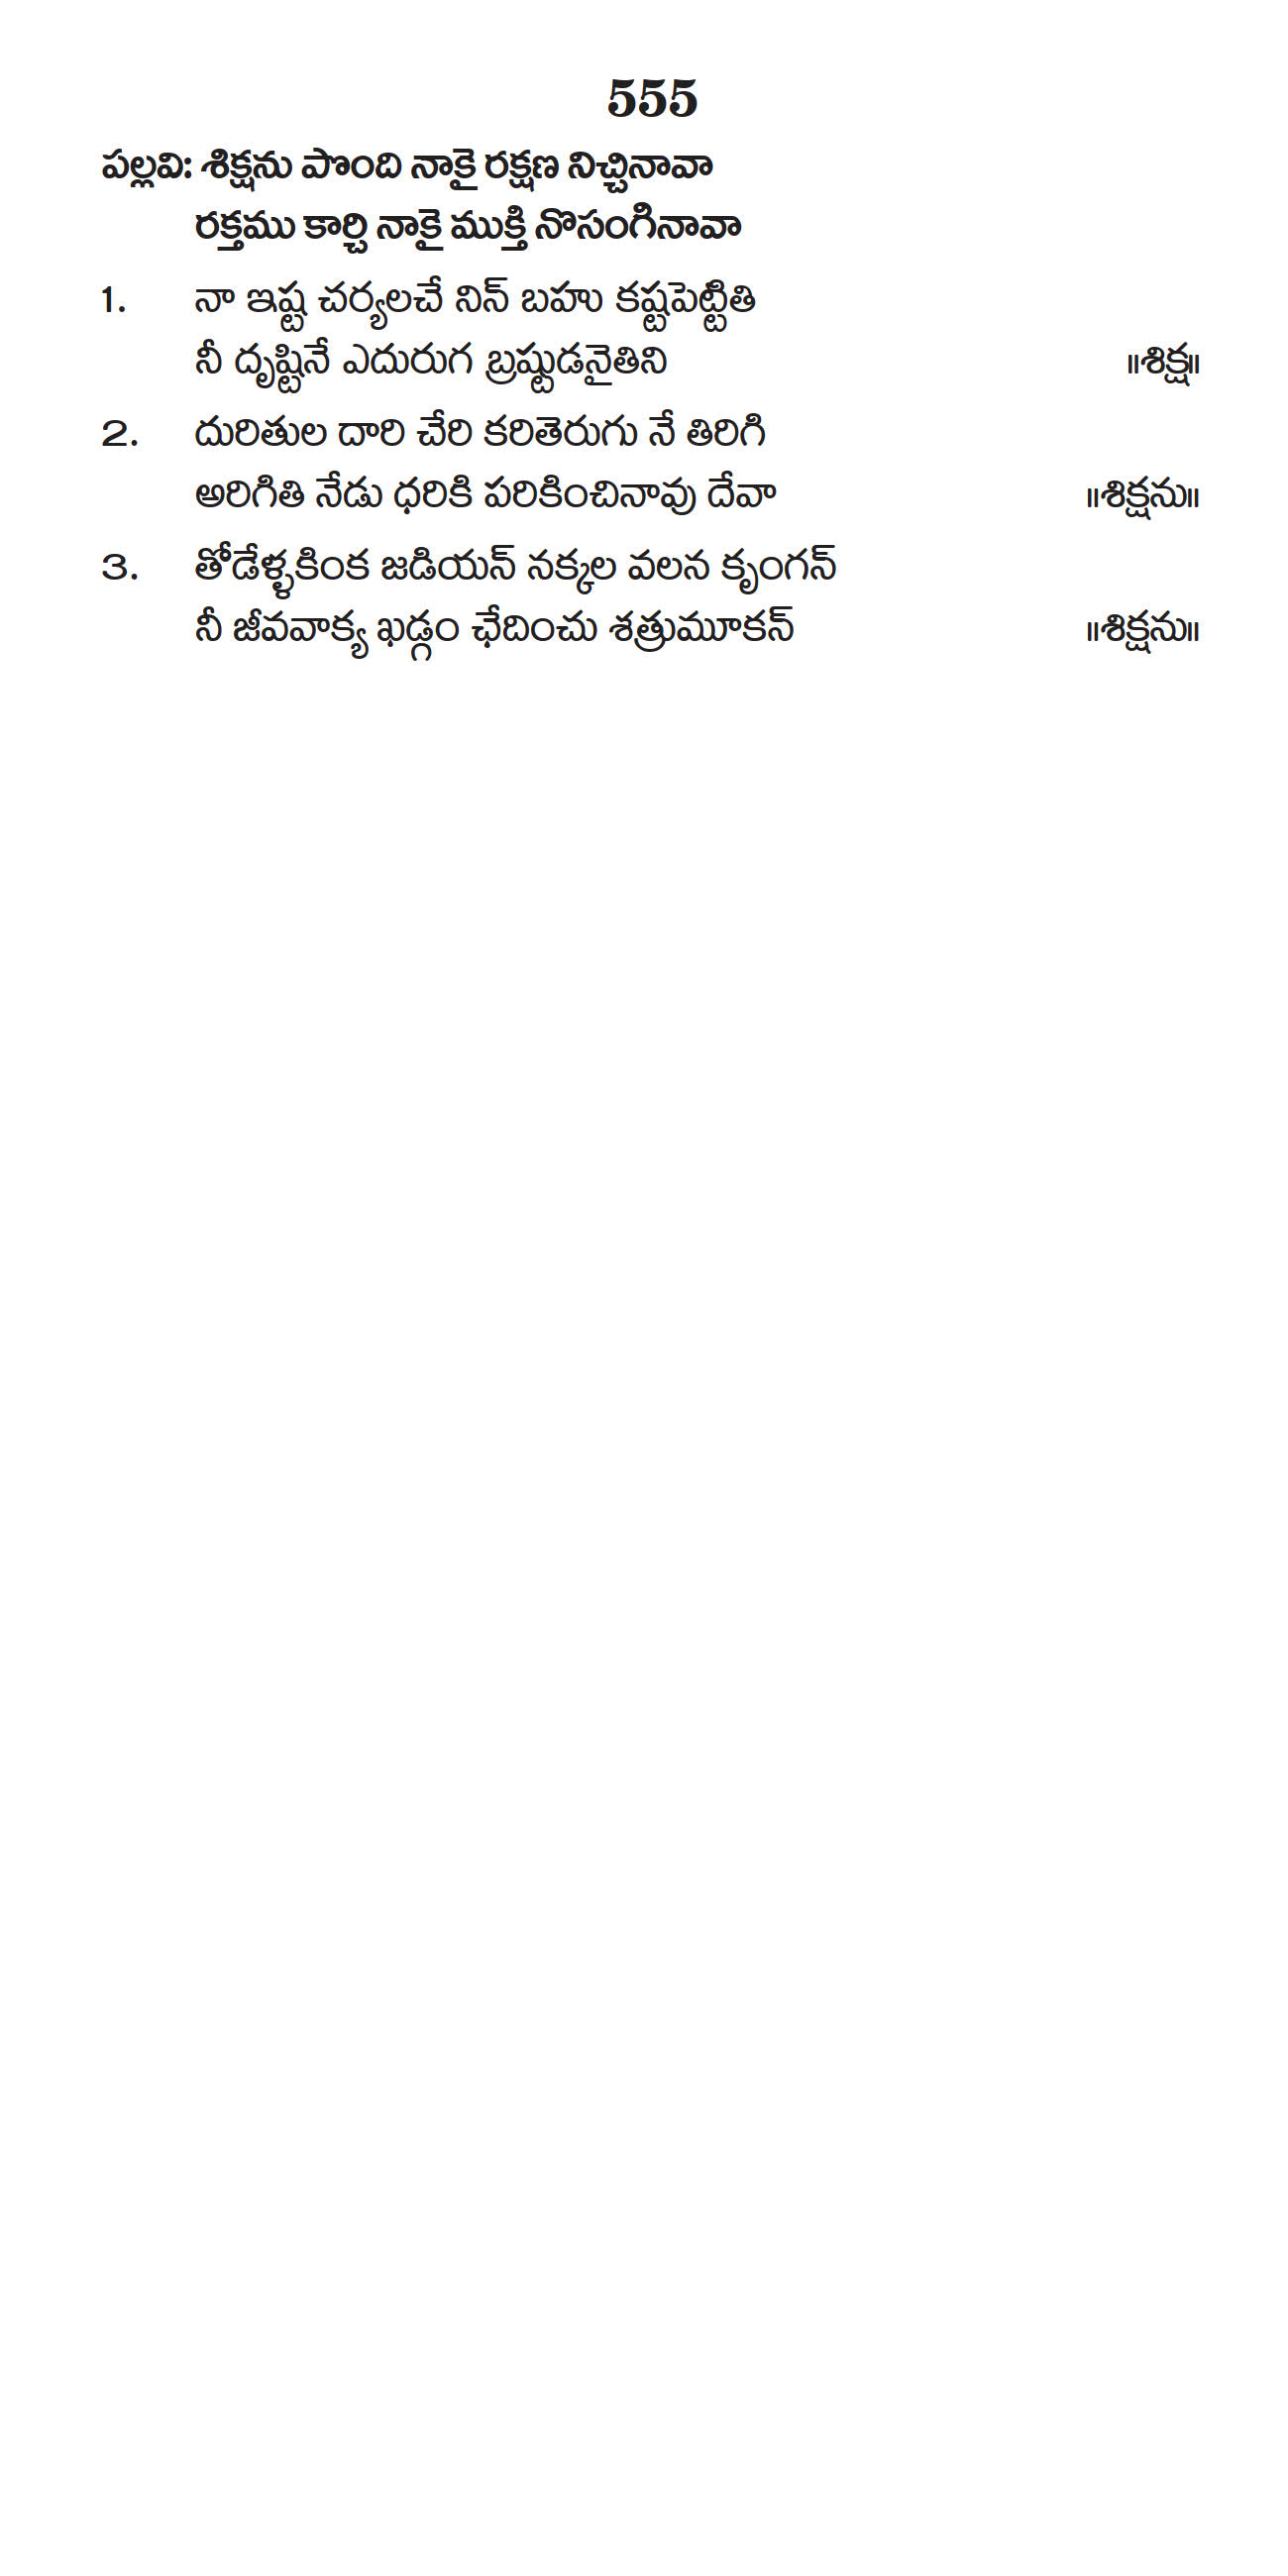 555
పల్లవి: శిక్షను పొంది నాకై రక్షణ నిచ్చినావా
రక్తము కార్చి నాకై ముక్తి నొసంగినావా
1. నా ఇష్ట చర్యలచే నిన్ బహు కష్టపెట్టితి
నీ దృష్టినే ఎదురుగ బ్రష్టుడనైతిని ॥శిక్ష॥
2. దురితుల దారి చేరి కరితెరుగు నే తిరిగి
అరిగితి నేడు ధరికి పరికించినావు దేవా ॥శిక్షను॥
3. తోడేళ్ళకింక జడియన్ నక్కల వలన కృంగన్
నీ జీవవాక్య ఖడ్గం ఛేదించు శత్రుమూకన్ ॥శిక్షను॥